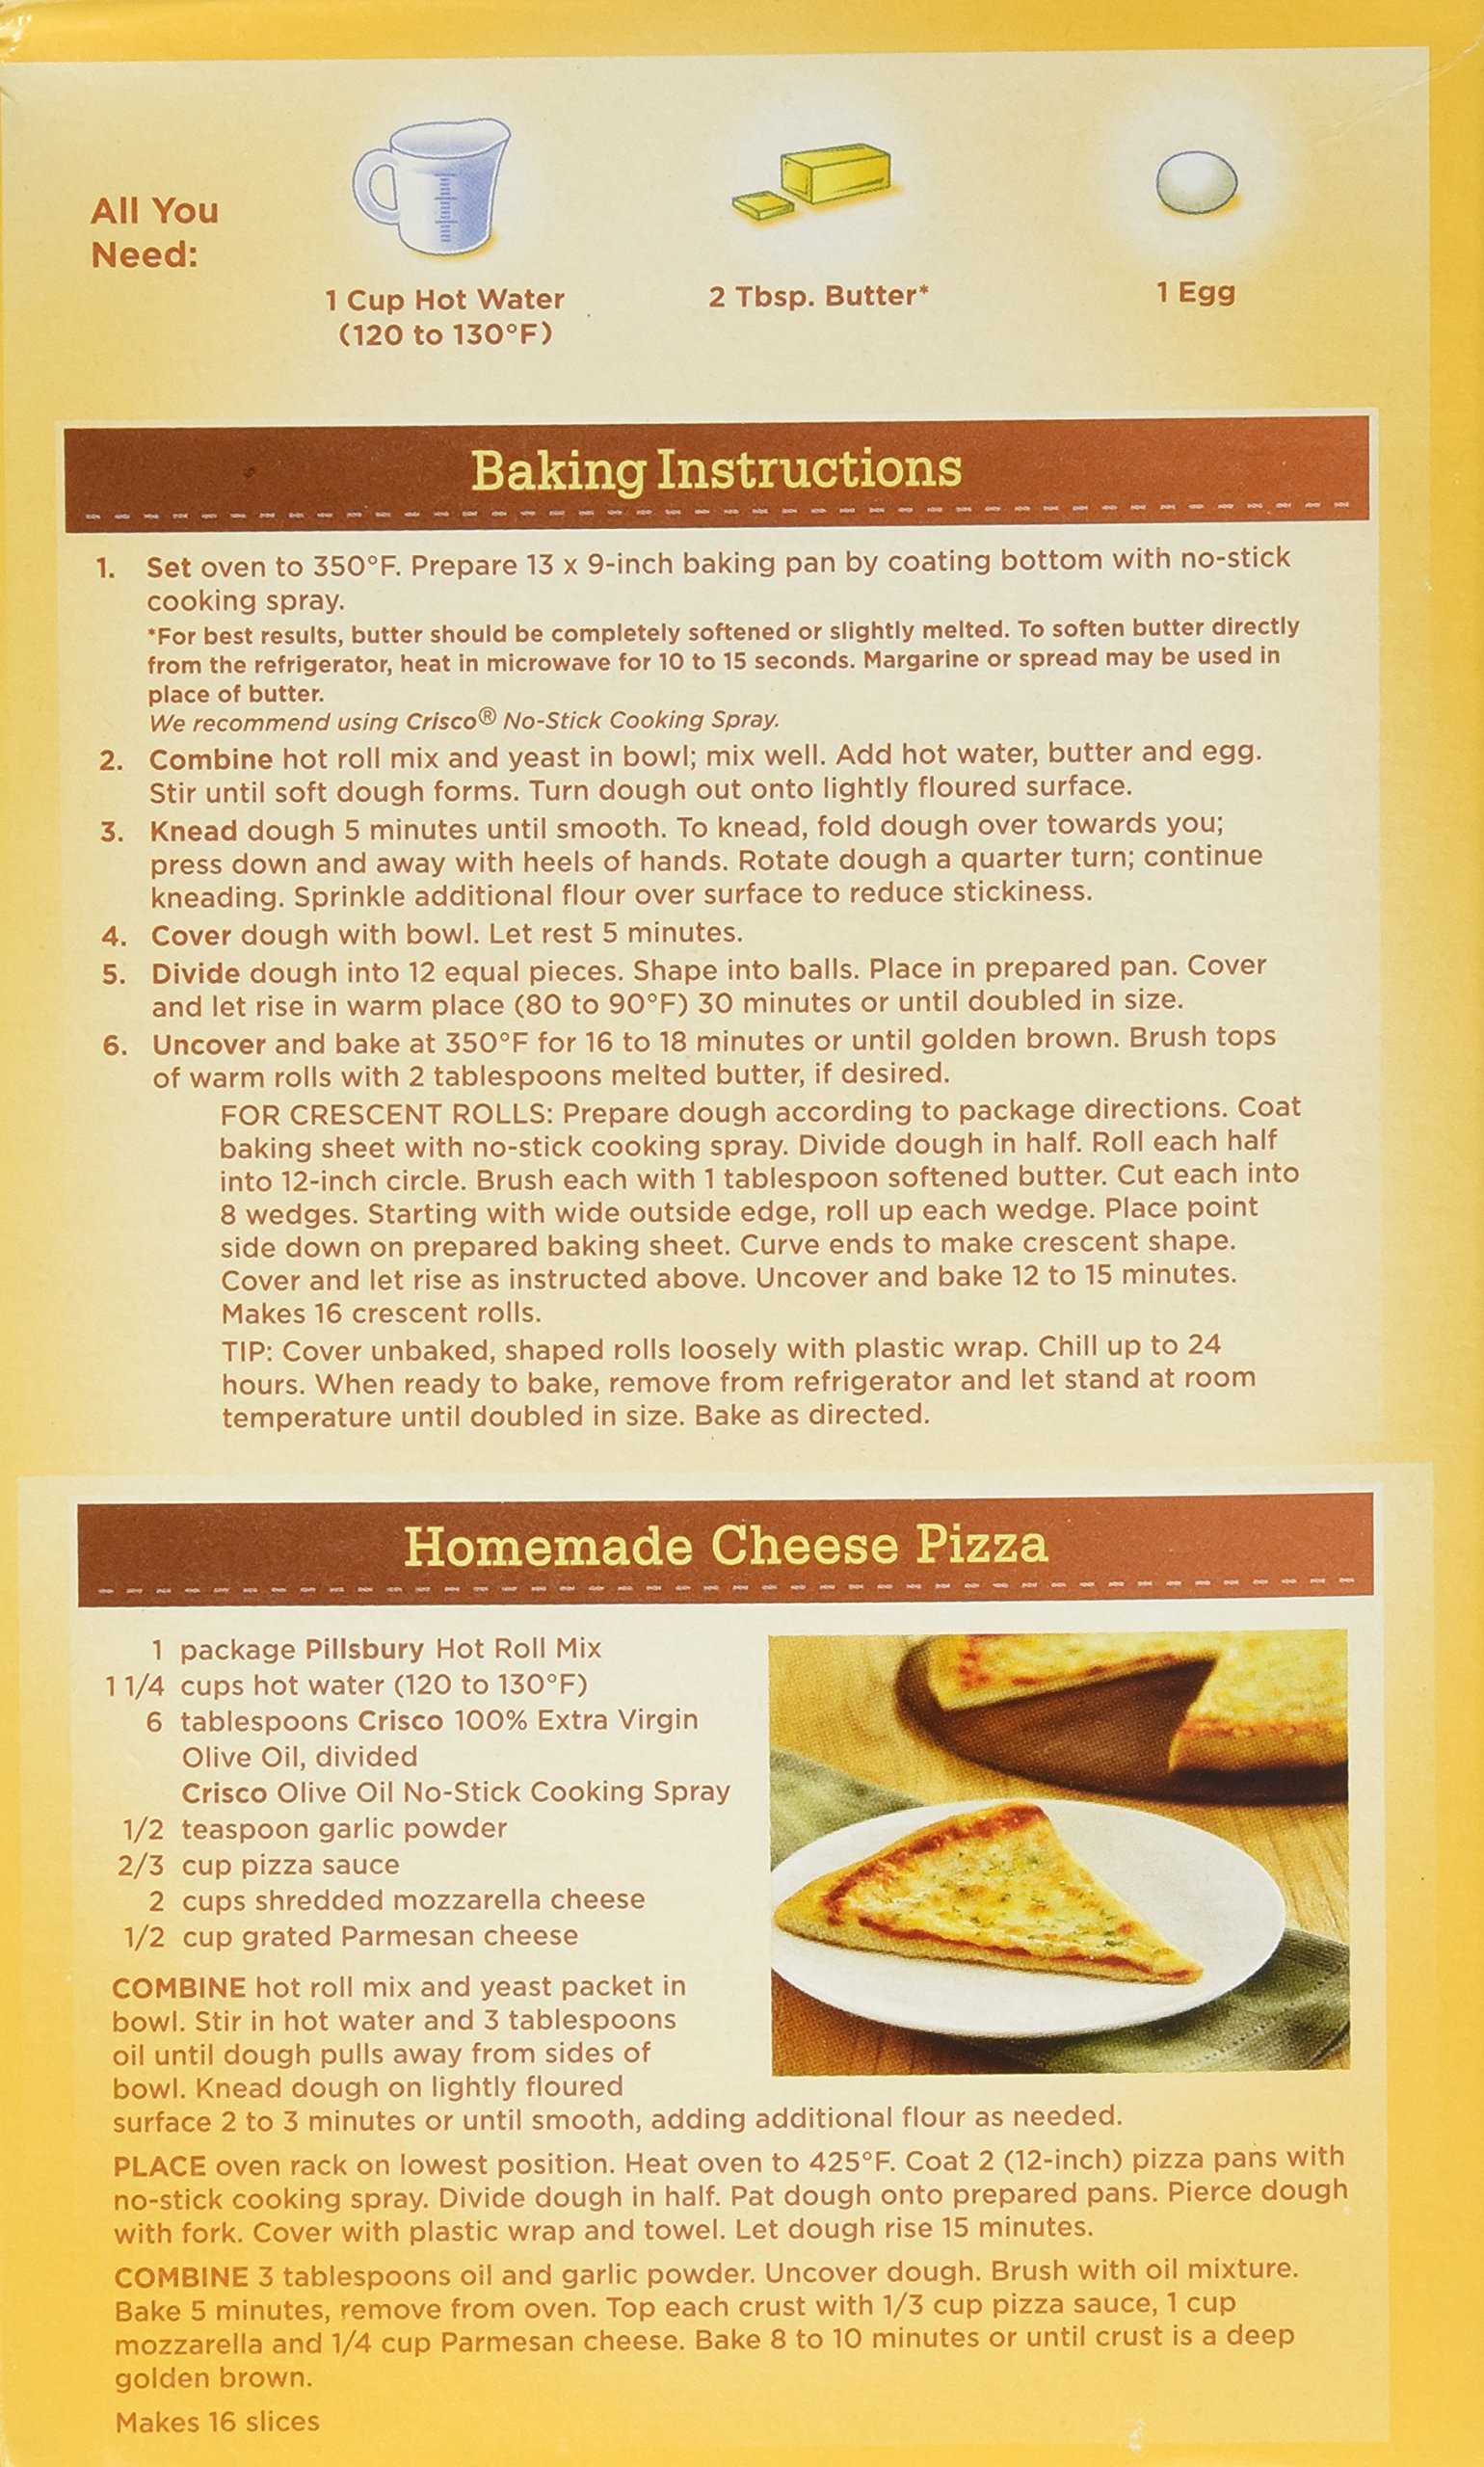 All You
Need:
1 Cup Hot Water
(120 to 130°F)
2 Tbsp. Butter*
1 Egg
Baking Instructions
1. Set oven to 350°F. Prepare 13 x 9-inch baking pan by coating bottom with no-stick
cooking spray.
*For best results, butter should be completely softened or slightly melted. To soften butter directly
from the refrigerator, heat in microwave for 10 to 15 seconds. Margarine or spread may be used in
place of butter.
We recommend using Crisco® No-Stick Cooking Spray.
2. Combine hot roll mix and yeast in bowl; mix well. Add hot water, butter and egg.
Stir until soft dough forms. Turn dough out onto lightly floured surface.
3. Knead dough 5 minutes until smooth. To knead, fold dough over towards you;
press down and away with heels of hands. Rotate dough a quarter turn; continue
kneading. Sprinkle additional flour over surface to reduce stickiness.
4. Cover dough with bowl. Let rest 5 minutes.
5. Divide dough into 12 equal pieces. Shape into balls. Place in prepared pan. Cover
and let rise in warm place (80 to 90°F) 30 minutes or until doubled in size.
6. Uncover and bake at 350°F for 16 to 18 minutes or until golden brown. Brush tops
of warm rolls with 2 tablespoons melted butter, if desired.
FOR CRESCENT ROLLS: Prepare dough according to package directions. Coat
baking sheet with no-stick cooking spray. Divide dough in half. Roll each half
into 12-inch circle. Brush each with 1 tablespoon softened butter. Cut each into
8 wedges. Starting with wide outside edge, roll up each wedge. Place point
side down on prepared baking sheet. Curve ends to make crescent shape.
Cover and let rise as instructed above. Uncover and bake 12 to 15 minutes.
Makes 16 crescent rolls.
TIP: Cover unbaked, shaped rolls loosely with plastic wrap. Chill up to 24
hours. When ready to bake, remove from refrigerator and let stand at room
temperature until doubled in size. Bake as directed.
Homemade Cheese Pizza
1 package Pillsbury Hot Roll Mix
1 1/4 cups hot water (120 to 130°F)
6 tablespoons Crisco 100% Extra Virgin
Olive Oil, divided
Crisco Olive Oil No-Stick Cooking Spray
1/2 teaspoon garlic powder
2/3 cup pizza sauce
2 cups shredded mozzarella cheese
1/2 cup grated Parmesan cheese
COMBINE hot roll mix and yeast packet in
bowl. Stir in hot water and 3 tablespoons
oil until dough pulls away from sides of
bowl. Knead dough on lightly floured
surface 2 to 3 minutes or until smooth, adding additional flour as needed.
PLACE oven rack on lowest position. Heat oven to 425°F. Coat 2 (12-inch) pizza pans with
no-stick cooking spray. Divide dough in half. Pat dough onto prepared pans. Pierce dough
with fork. Cover with plastic wrap and towel. Let dough rise 15 minutes.
COMBINE 3 tablespoons oil and garlic powder. Uncover dough. Brush with oil mixture.
Bake 5 minutes, remove from oven. Top each crust with 1/3 cup pizza sauce, 1 cup
mozzarella and 1/4 cup Parmesan cheese. Bake 8 to 10 minutes or until crust is a deep
golden brown.
Makes 16 slices